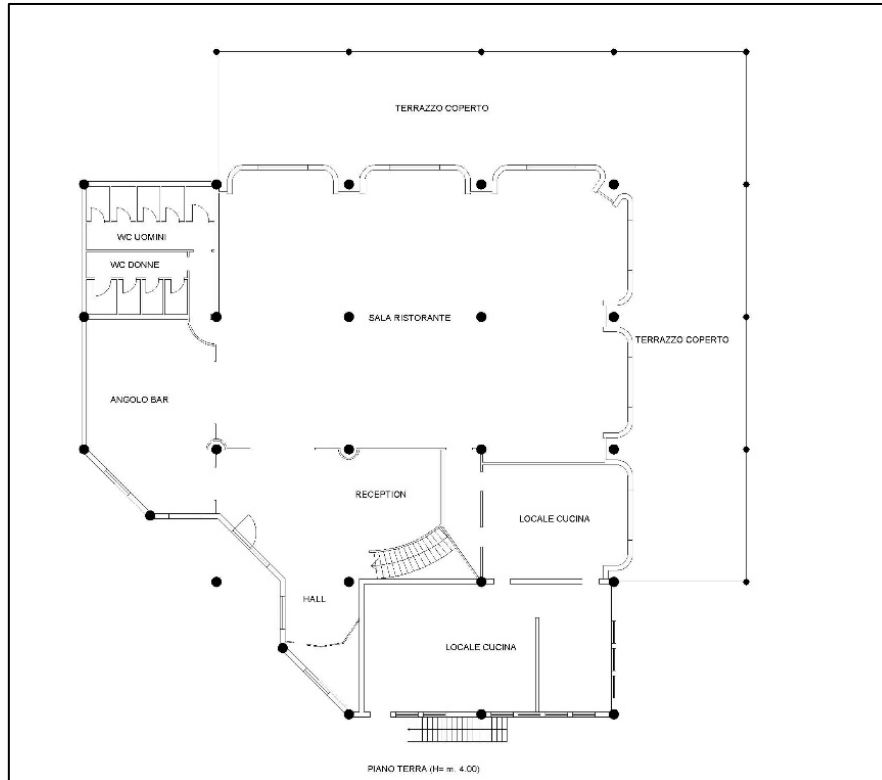 TERRAZZO COPERTO
WC UOMINI
WC DONNE
SALA RISTORANTE
TERRAZZO COPERTO
ANGOLO BAR
RECEPTION
LOCALE CUCINA
HALL
LOCALE CUCINA
PIANO TERRA (H= m. 4.00)